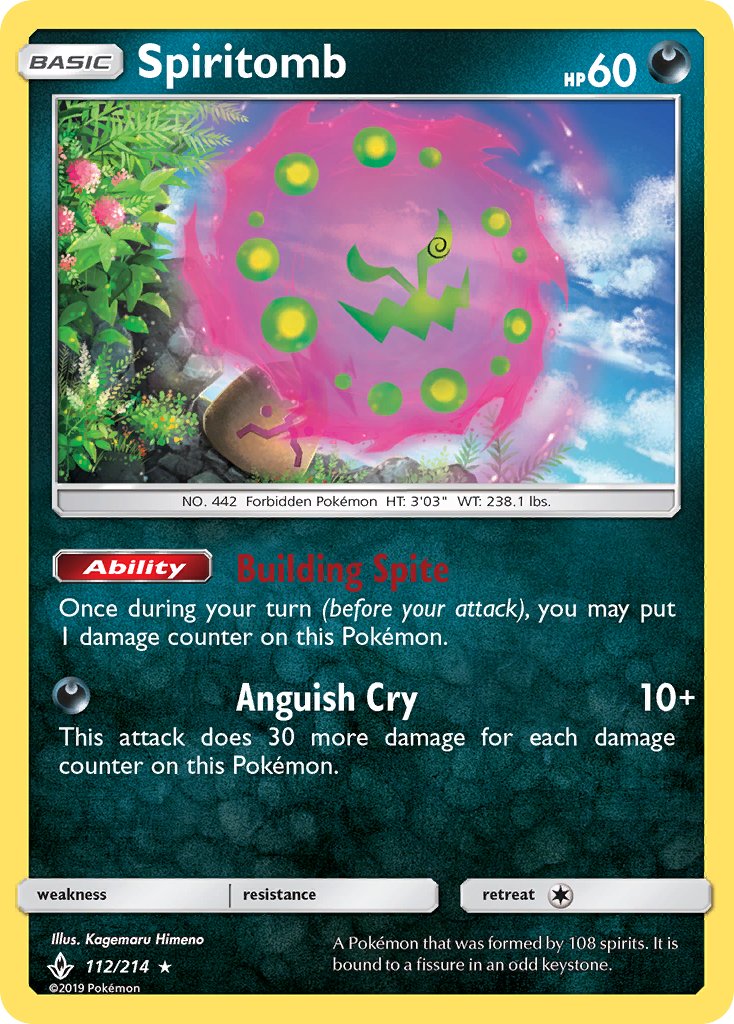 BASIC Spiritomb HP60
NO. 442 Forbidden Pokémon HT: 3'03" WT: 238.1 lbs.
Ability Building Spite
Once during your turn (before your attack), you may put
1 damage counter on this Pokémon.
Anguish Cry 10+
This attack does 30 more damage for each damage
counter on this Pokémon.
weakness resistance retreat
Illus. Kagemaru Himeno
112/214
©2019 Pokémon
A Pokémon that was formed by 108 spirits. It is
bound to a fissure in an odd keystone.